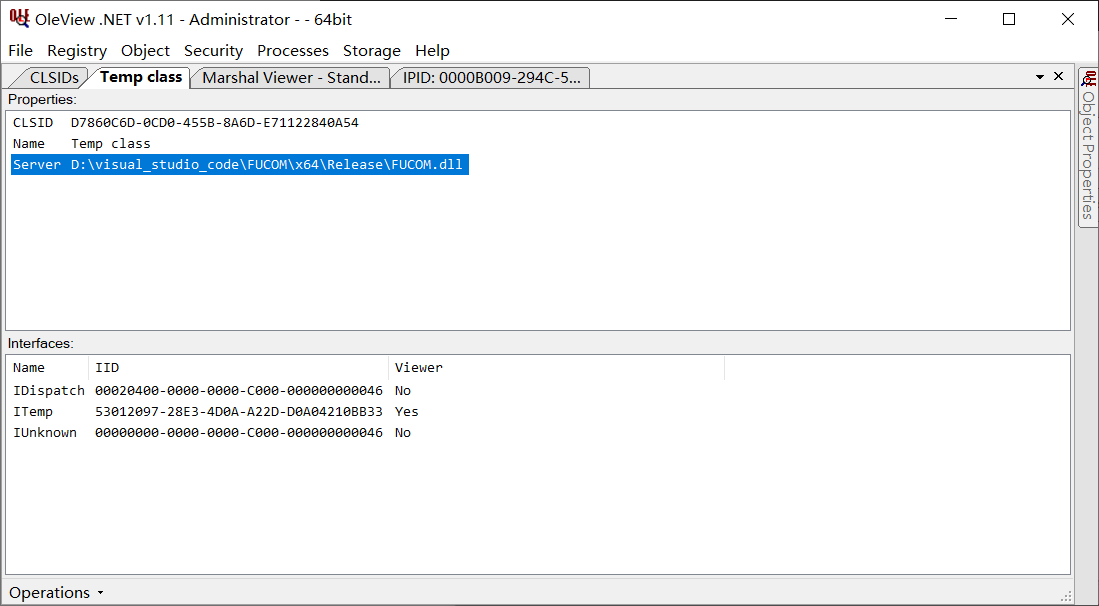 OleView .NET v1.11 - Administrator - - 64bit
File Registry Object Security Processes Storage Help
CLSIDs Temp class Marshal Viewer - Stand... IPID: 0000B009-294C-5...
Properties:
CLSID D7860C6D-0CD0-455B-8A6D-E71122840A54
Name Temp class
Server D:\visual_studio_code\FUCOM\x64\Release\FUCOM.dll
Interfaces:
Name IID Viewer
IDispatch 00020400-0000-0000-C000-000000000046 No
ITemp 53012097-28E3-4D0A-A22D-D0A04210BB33 Yes
IUnknown 00000000-0000-0000-C000-000000000046 No
Operations
Object Properties